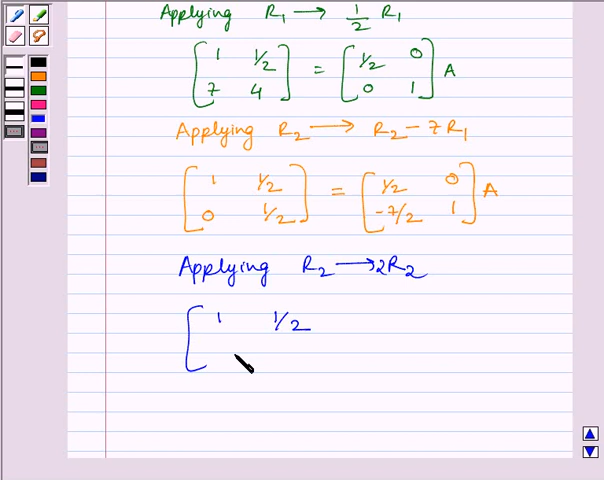 Applying R₁ → 1/2 R₁
[1 1/2] = [1/2 0] A
[7 4] [0 1]
Applying R₂ → R₂ - 7R₁
[1 1/2] = [1/2 0] A
[0 1/2] [-7/2 1]
Applying R₂ → 2R₂
[1 1/2